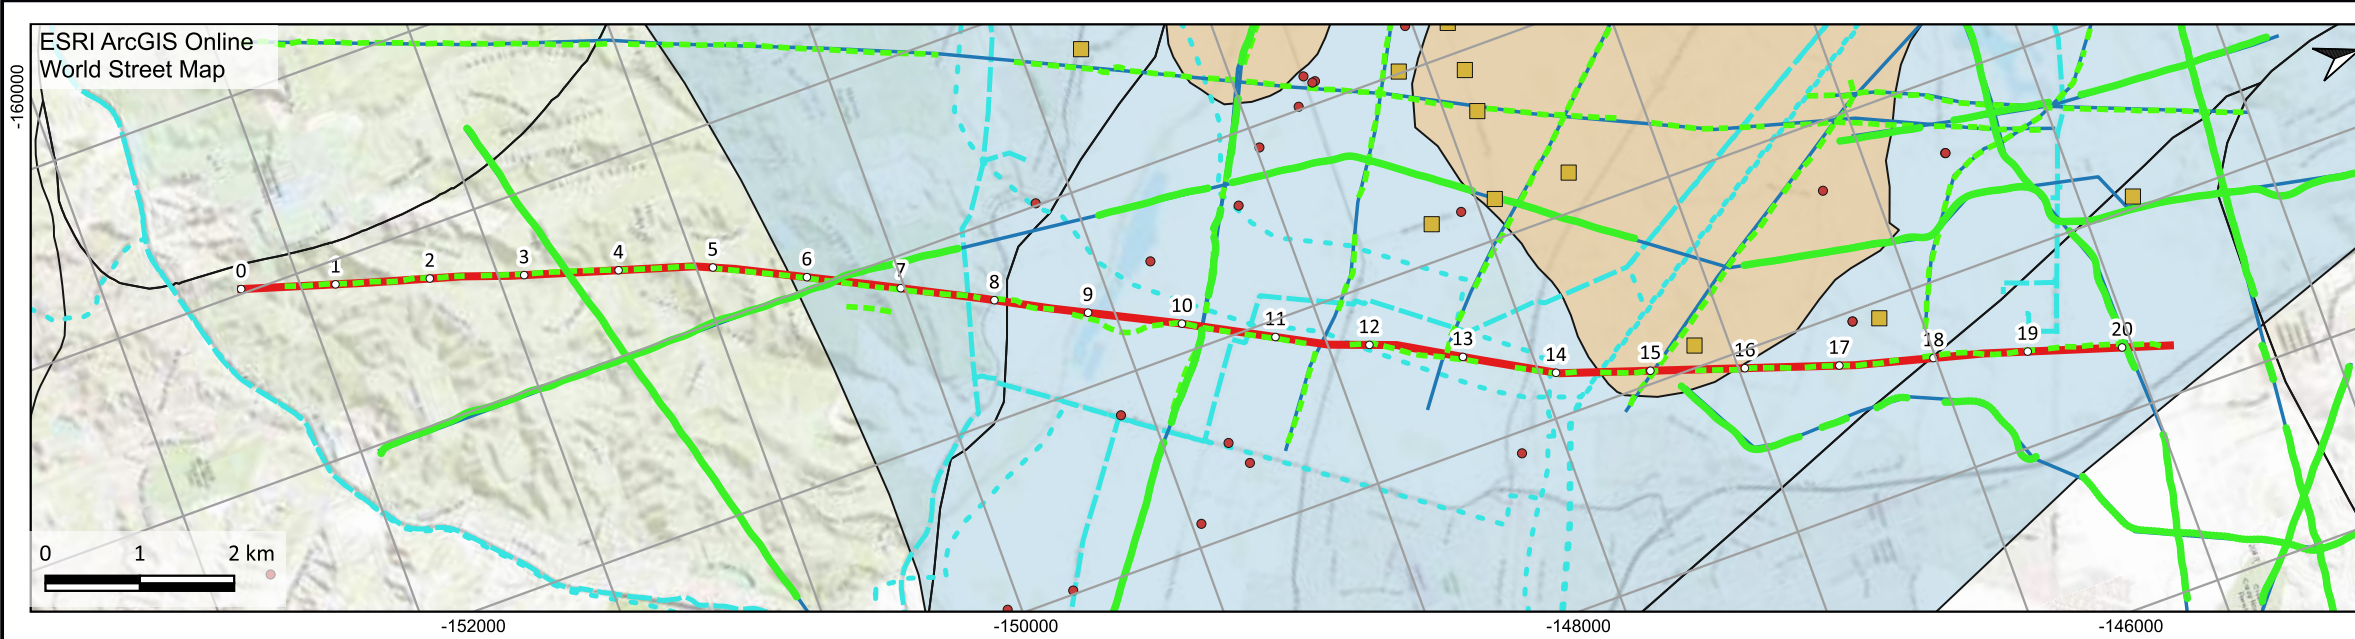 ESRI ArcGIS Online
World Street Map
-160000
0 1 2 3 4 5 6 7 8 9 10 11 12 13 14 15 16 17 18 19 20
0 1 2 km
-152000 -150000 -148000 -146000